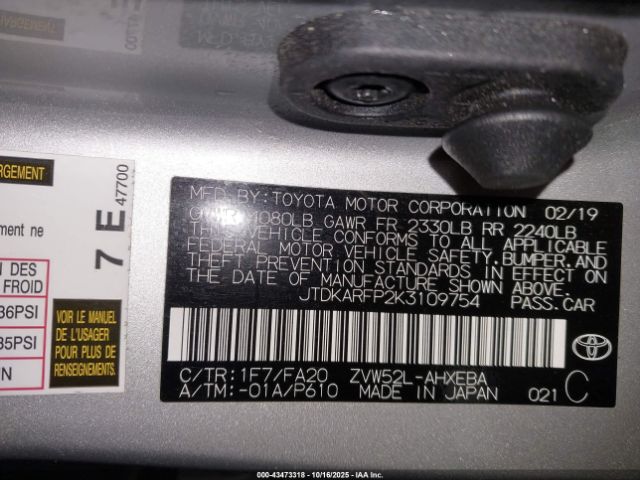 RGEMENT
7 E 47700
ment ne
N DES
FROID
36PSI
35PSI
VOIR LE MANUEL
DE L'USAGER
POUR PLUS DE
RENSEIGNEMENTS.
MFD. BY: TOYOTA MOTOR CORPORATION 02/19
GVWR 4080LB GAWR FR 2330LB RR 2240LB
THIS VEHICLE CONFORMS TO ALL APPLICABLE
FEDERAL MOTOR VEHICLE SAFETY, BUMPER, AND
THEFT PREVENTION STANDARDS IN EFFECT ON
THE DATE OF MANUFACTURE SHOWN ABOVE.
JTDKARFP2K3109754 PASS. CAR
C/TR: 1F7/FA20 ZVW52L-AHXEBA
A/TM: -01A/P610 MADE IN JAPAN 021 C
TOYOTA
000-43473318 | 10/16/2025 | IAA Inc.